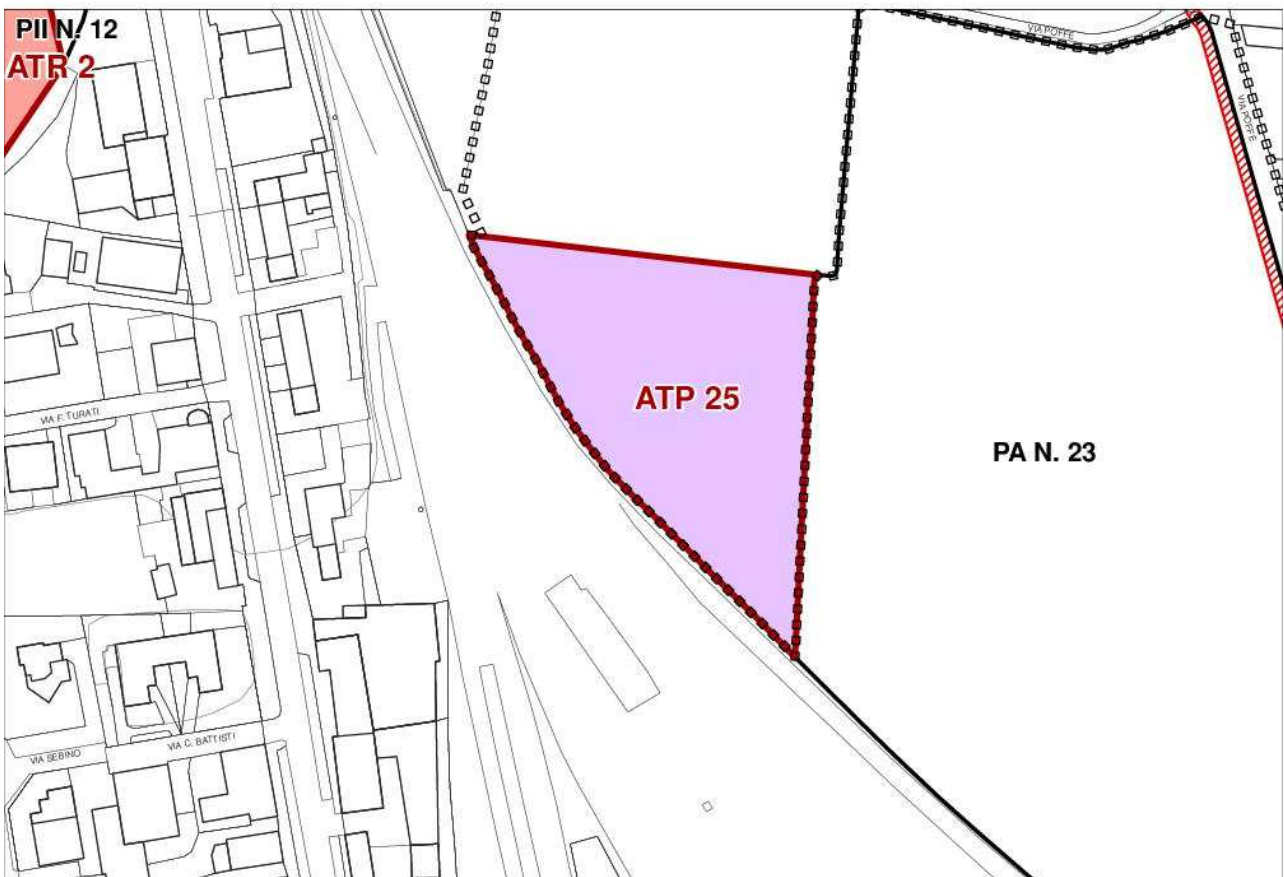 PII N. 12
ATR 2
VIA POFFE
VIA POFFE
ATP 25
VIA F. TURATI
PA N. 23
VIA C. BATTISTI
VIA SEBINO